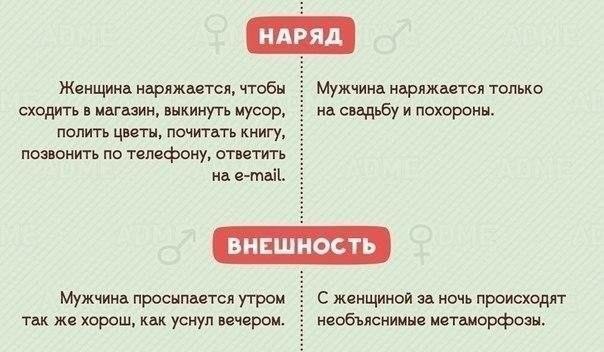 НАРЯД
Женщина наряжается, чтобы
сходить в магазин, выкинуть мусор,
полить цветы, почитать книгу,
позвонить по телефону, ответить
на e-mail.
Мужчина наряжается только
на свадьбу и похороны.
ВНЕШНОСТЬ
Мужчина просыпается утром
так же хорош, как уснул вечером.
С женщиной за ночь происходят
необъяснимые метаморфозы.